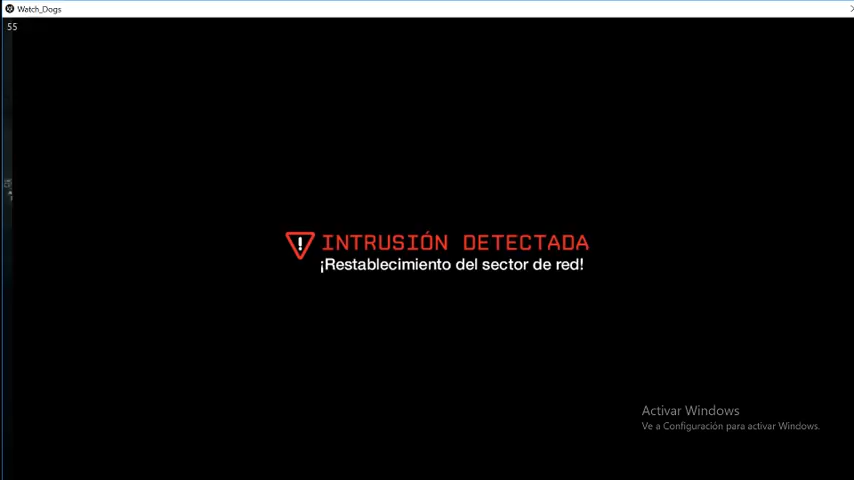 Watch_Dogs
55
INTRUSIÓN DETECTADA
¡Restablecimiento del sector de red!
Activar Windows
Ve a Configuración para activar Windows.